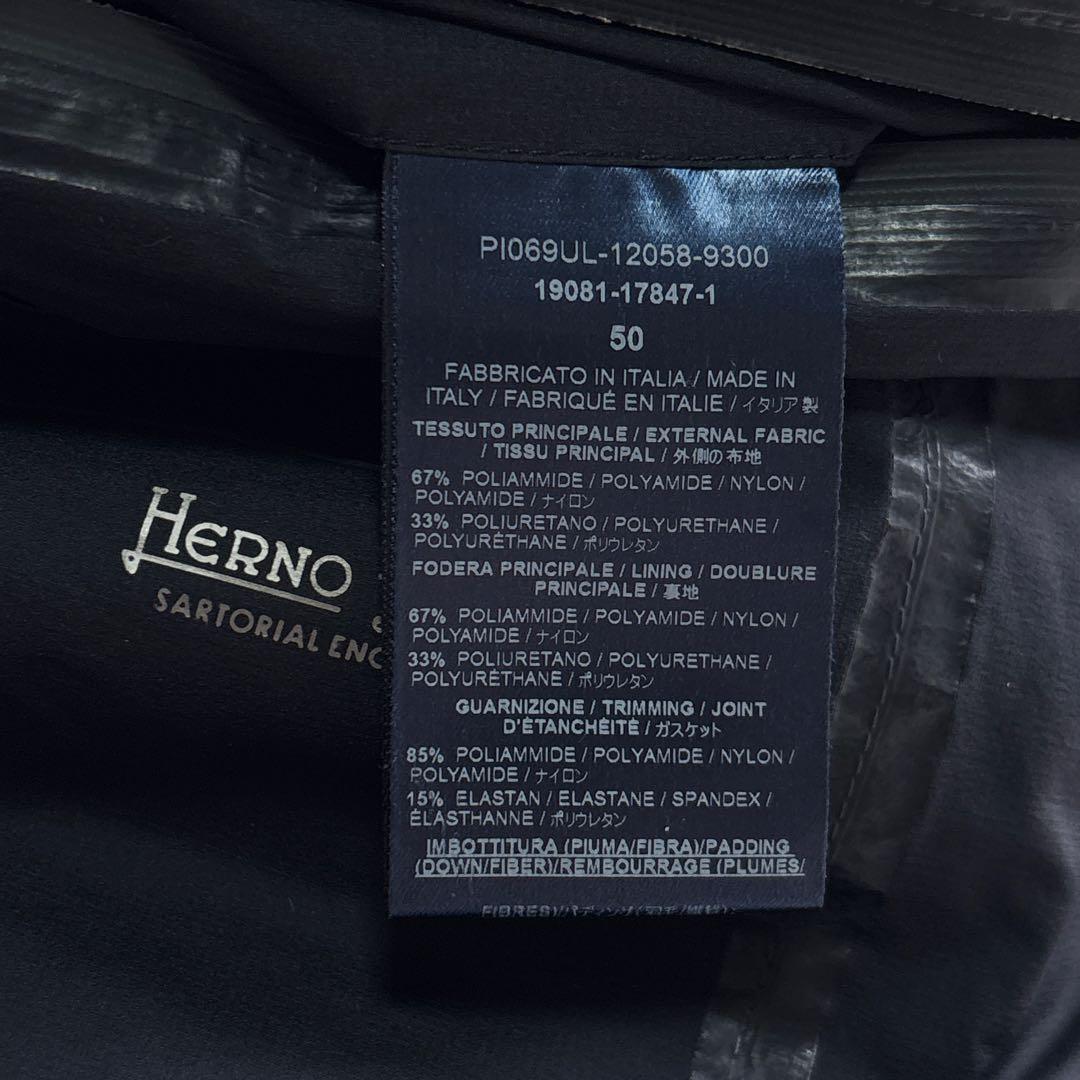 PI069UL-12058-9300
19081-17847-1
50
FABBRICATO IN ITALIA / MADE IN
ITALY / FABRIQUÉ EN ITALIE / イタリア製
TESSUTO PRINCIPALE / EXTERNAL FABRIC
/ TISSU PRINCIPAL / 外側の布地
67% POLIAMMIDE / POLYAMIDE / NYLON /
POLYAMIDE / ナイロン
33% POLIURETANO / POLYURETHANE /
POLYURÉTHANE / ポリウレタン
FODERA PRINCIPALE / LINING / DOUBLURE
PRINCIPALE / 裏地
67% POLIAMMIDE / POLYAMIDE / NYLON /
POLYAMIDE / ナイロン
33% POLIURETANO / POLYURETHANE /
POLYURÉTHANE / ポリウレタン
GUARNIZIONE / TRIMMING / JOINT
D'ÉTANCHÉITÉ / ガスケット
85% POLIAMMIDE / POLYAMIDE / NYLON /
POLYAMIDE / ナイロン
15% ELASTAN / ELASTANE / SPANDEX /
ÉLASTHANNE / ポリウレタン
IMBOTTITURA (PIUMA/FIBRA)/PADDING
(DOWN/FIBER)/REMBOURRAGE (PLUMES/
FIBRES)/
HERNO
SARTORIAL ENG